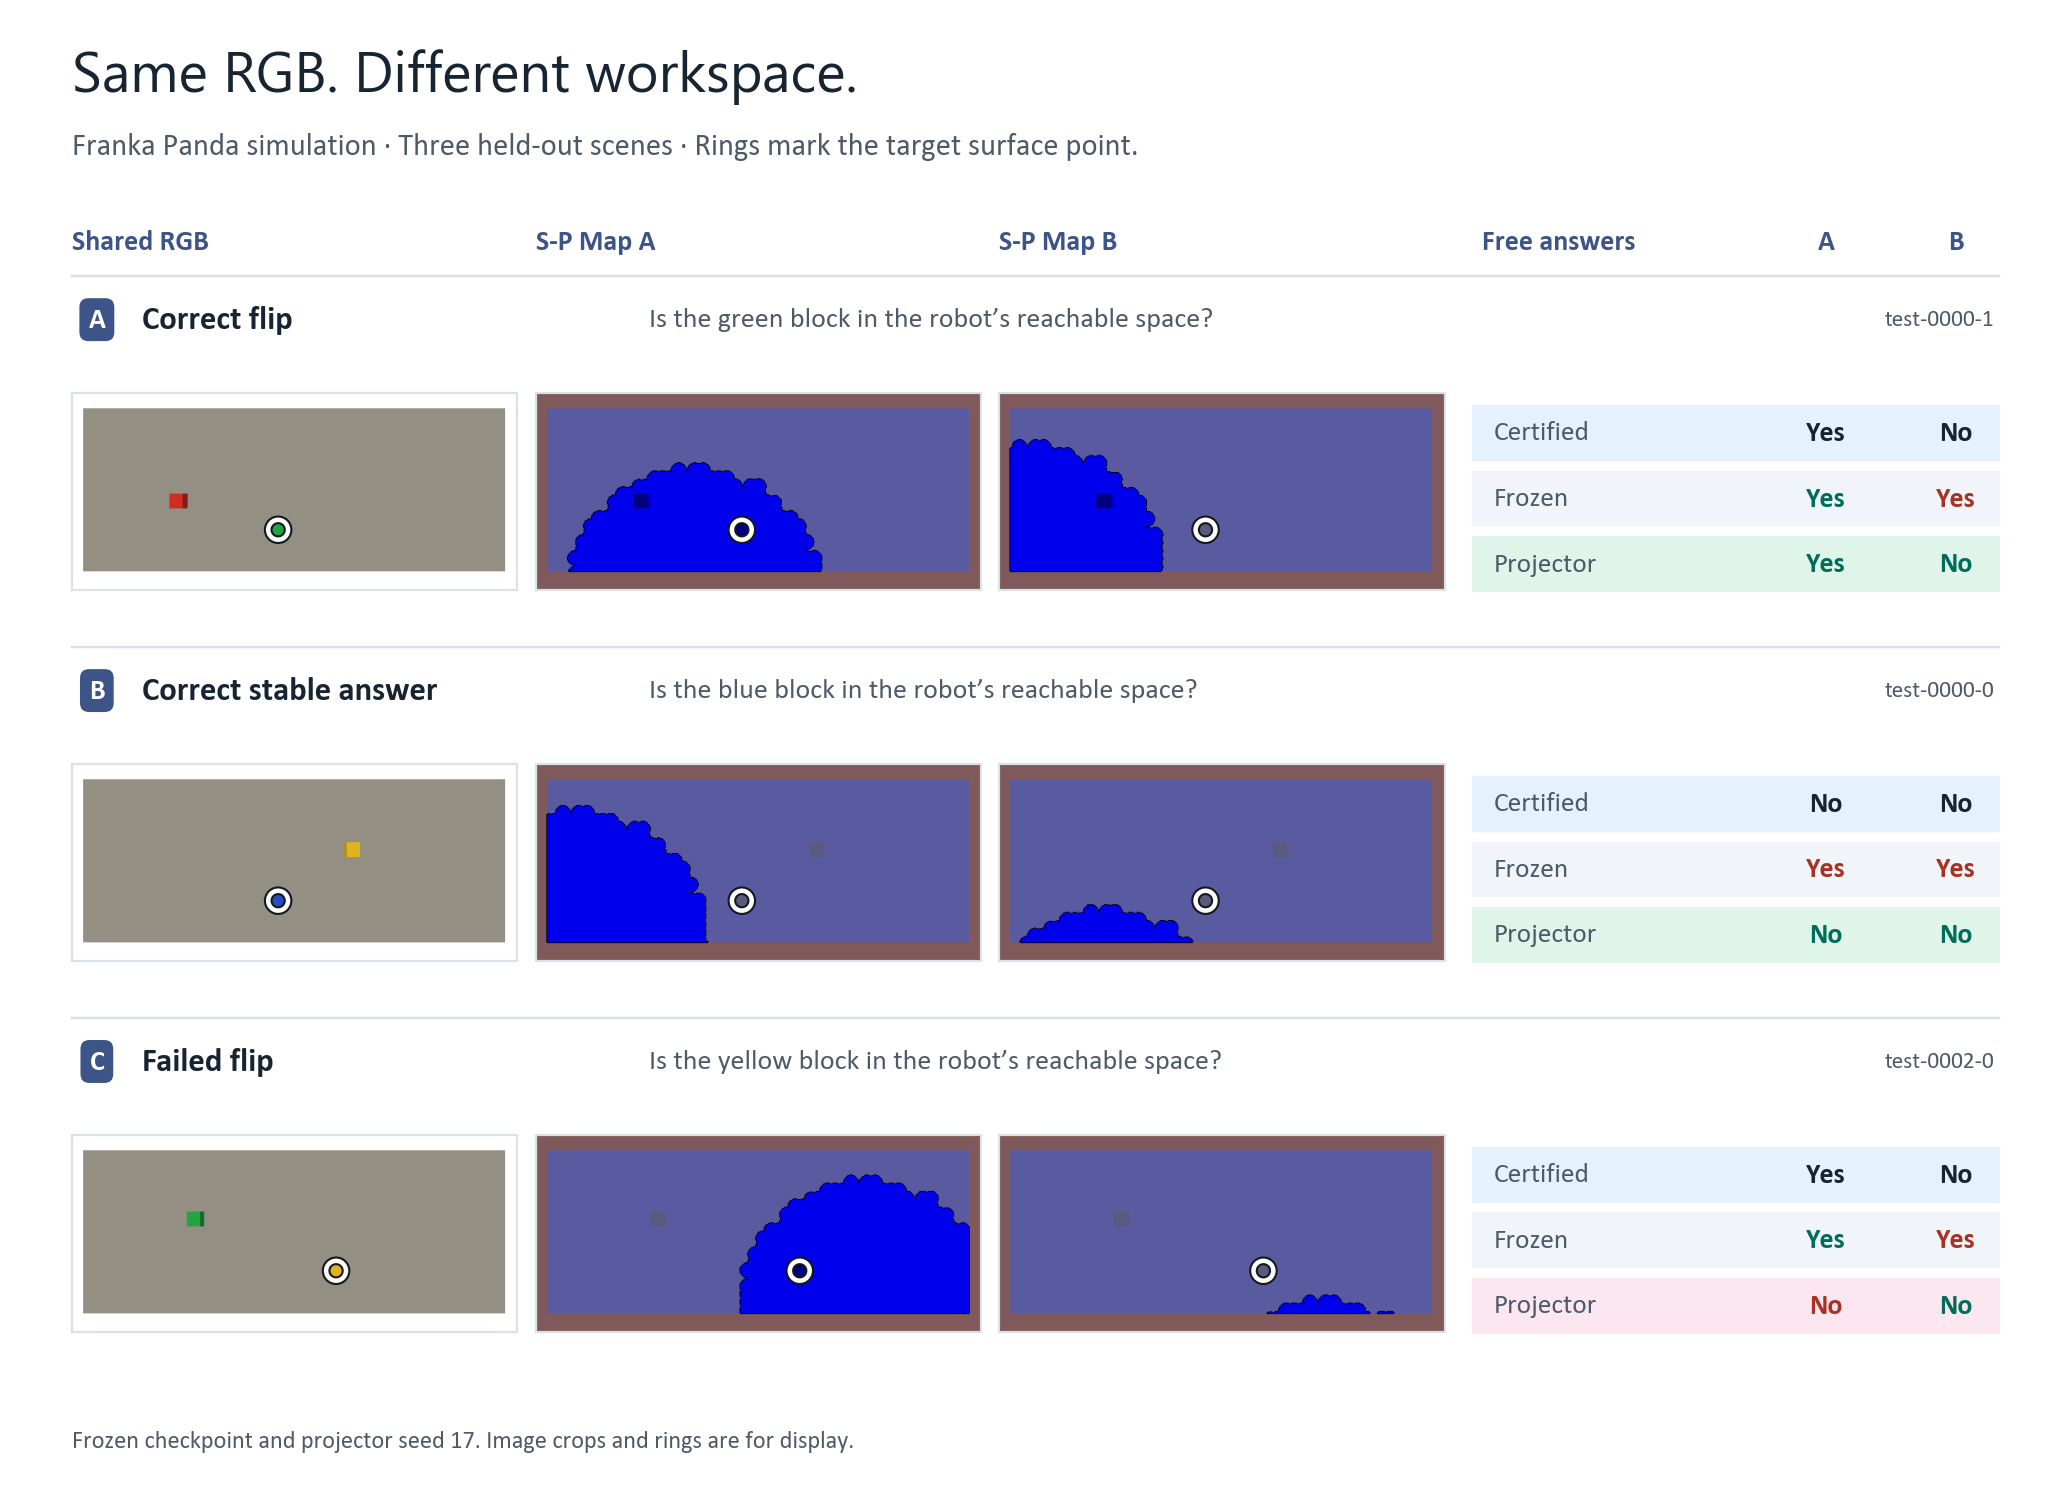 Same RGB. Different workspace.
Franka Panda simulation · Three held-out scenes · Rings mark the target surface point.
Shared RGB S-P Map A S-P Map B Free answers A B
A Correct flip Is the green block in the robot’s reachable space? test-0000-1
Certified Yes No
Frozen Yes Yes
Projector Yes No
B Correct stable answer Is the blue block in the robot’s reachable space? test-0000-0
Certified No No
Frozen Yes Yes
Projector No No
C Failed flip Is the yellow block in the robot’s reachable space? test-0002-0
Certified Yes No
Frozen Yes Yes
Projector No No
Frozen checkpoint and projector seed 17. Image crops and rings are for display.